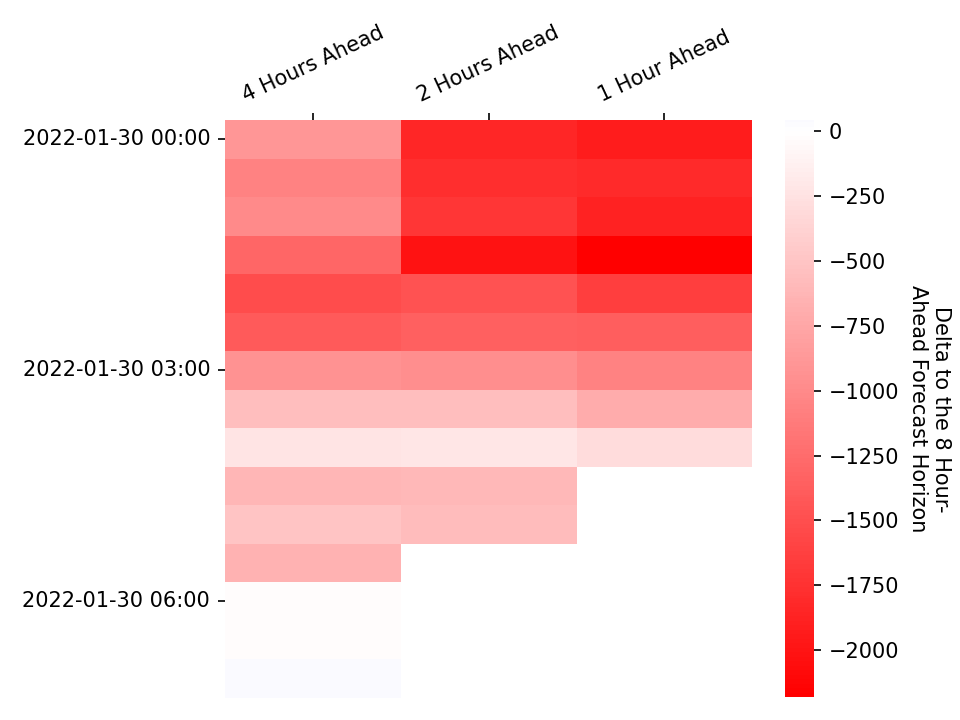 4 Hours Ahead
2 Hours Ahead
1 Hour Ahead
2022-01-30 00:00
2022-01-30 03:00
2022-01-30 06:00
0
−250
−500
−750
−1000
−1250
−1500
−1750
−2000
Delta to the 8 Hour-
Ahead Forecast Horizon